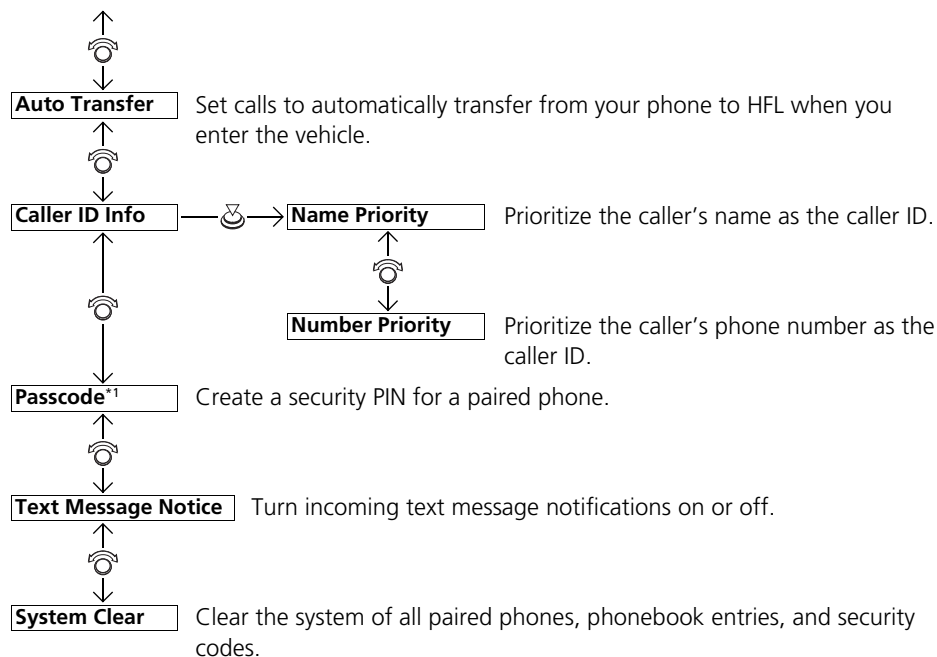 Auto Transfer
Set calls to automatically transfer from your phone to HFL when you
enter the vehicle.
Caller ID Info
Name Priority
Prioritize the caller’s name as the caller ID.
Number Priority
Prioritize the caller’s phone number as the
caller ID.
Passcode*1
Create a security PIN for a paired phone.
Text Message Notice
Turn incoming text message notifications on or off.
System Clear
Clear the system of all paired phones, phonebook entries, and security
codes.